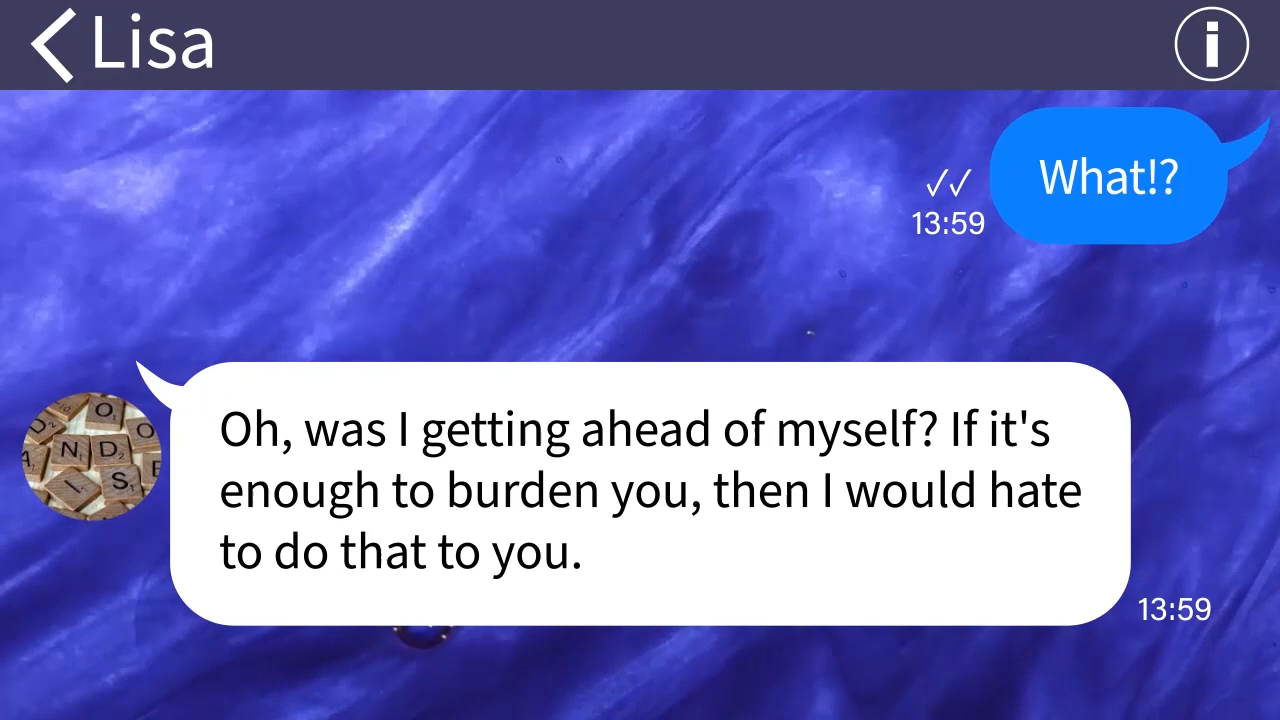 Lisa
What!?
✓✓
13:59
Oh, was I getting ahead of myself? If it's
enough to burden you, then I would hate
to do that to you.
13:59
O
N D
S